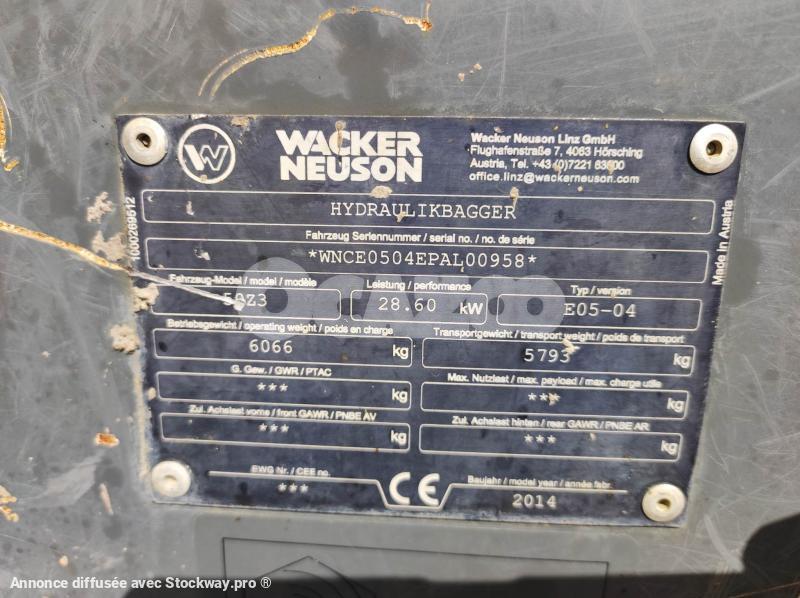 WACKER
NEUSON
Wacker Neuson Linz GmbH
Flughafenstraße 7, 4063 Hörsching
Austria, Tel. +43 (0)7221 63000
office.linz@wackerneuson.com
HYDRAULIKBAGGER
Fahrzeug Seriennummer / serial no. / no. de série
*WNCE0504EPAL00958*
Fahrzeug-Model / model / modèle
50Z3
Leistung / performance
28.60 kW
Typ / version
E05-04
Betriebsgewicht / operating weight / poids en charge
6066 kg
Transportgewicht / transport weight / poids de transport
5793 kg
G. Gew. / GWR / PTAC
*** kg
Max. Nutzlast / max. payload / max. charge utile
*** kg
Zul. Achslast vorne / front GAWR / PNBE AV
*** kg
Zul. Achslast hinten / rear GAWR / PNBE AR
*** kg
EWG Nr. / CEE no.
***
CE
Baujahr / model year / année fabr.
2014
1000269512
Made in Austria
OCAZOO
Annonce diffusée avec Stockway.pro ®